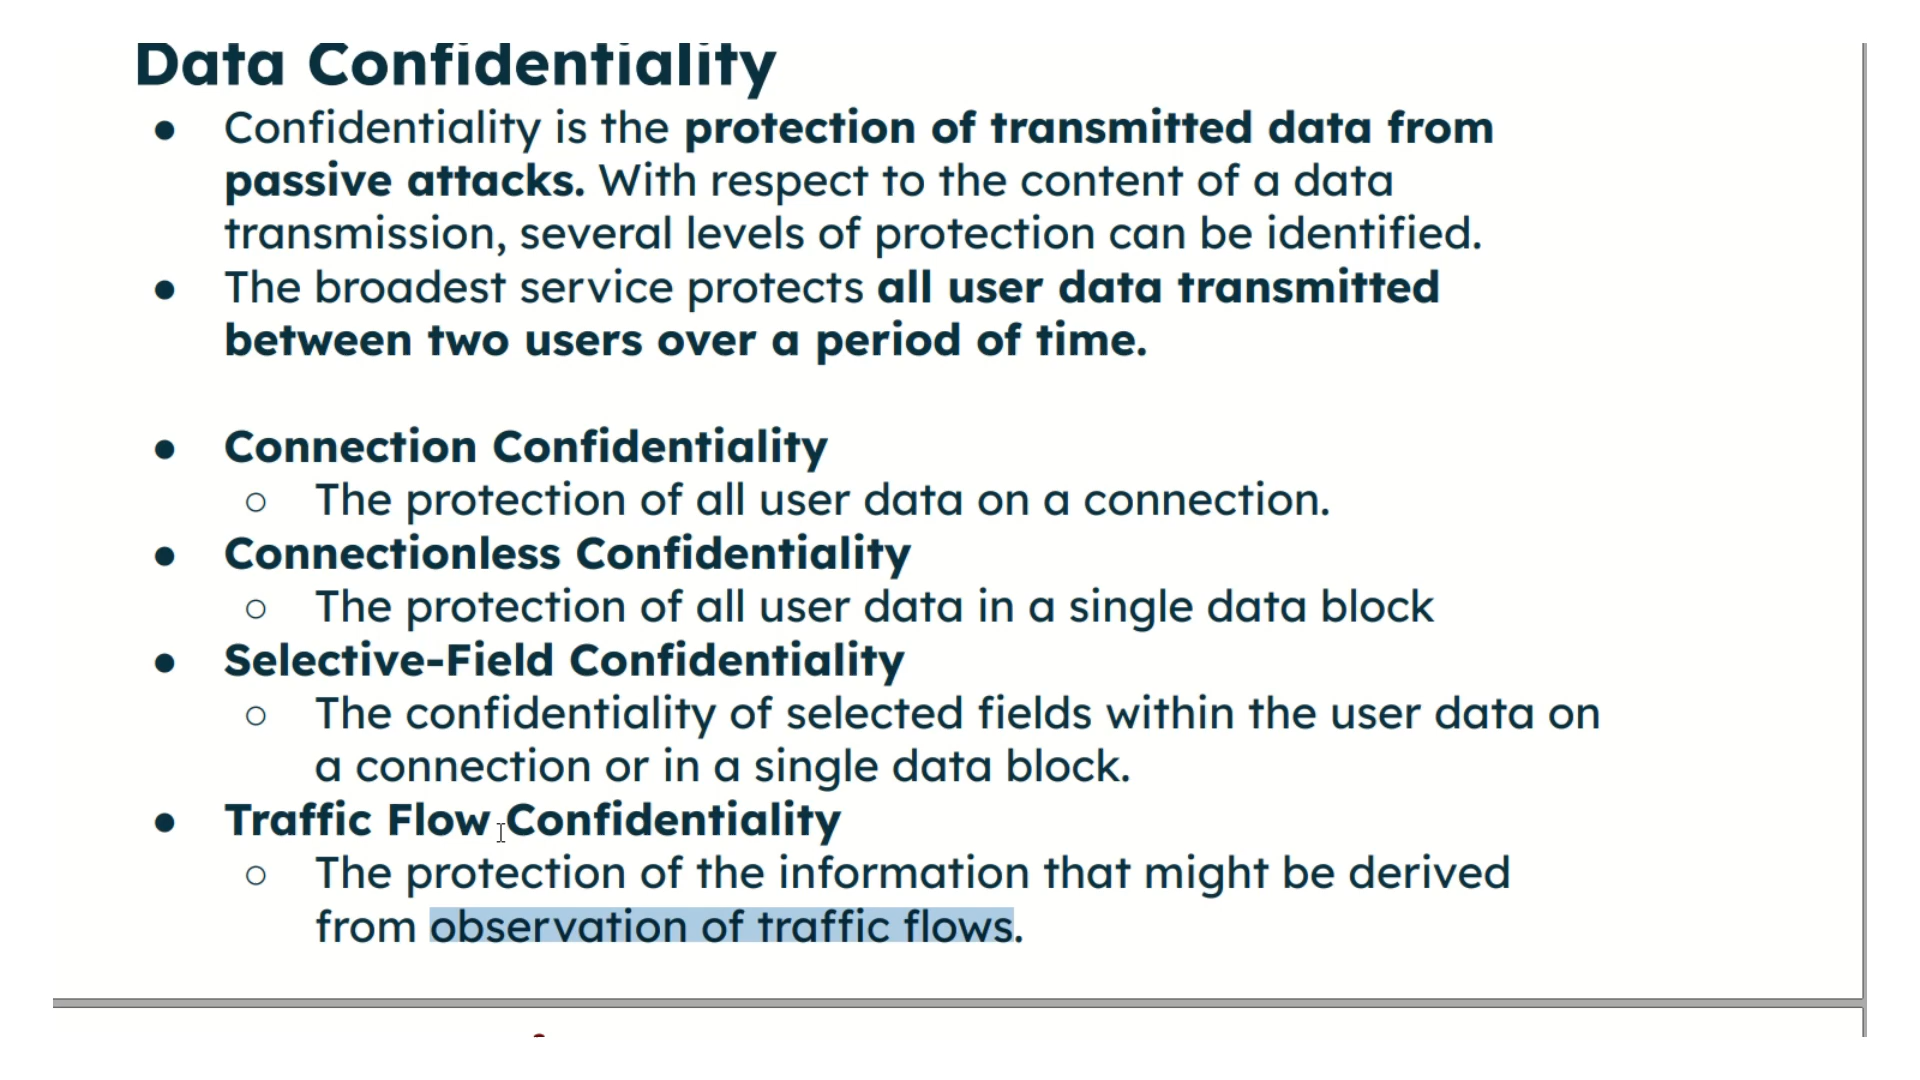 Data Confidentiality
● Confidentiality is the protection of transmitted data from
passive attacks. With respect to the content of a data
transmission, several levels of protection can be identified.
● The broadest service protects all user data transmitted
between two users over a period of time.
● Connection Confidentiality
○ The protection of all user data on a connection.
● Connectionless Confidentiality
○ The protection of all user data in a single data block
● Selective-Field Confidentiality
○ The confidentiality of selected fields within the user data on
a connection or in a single data block.
● Traffic Flow Confidentiality
○ The protection of the information that might be derived
from observation of traffic flows.